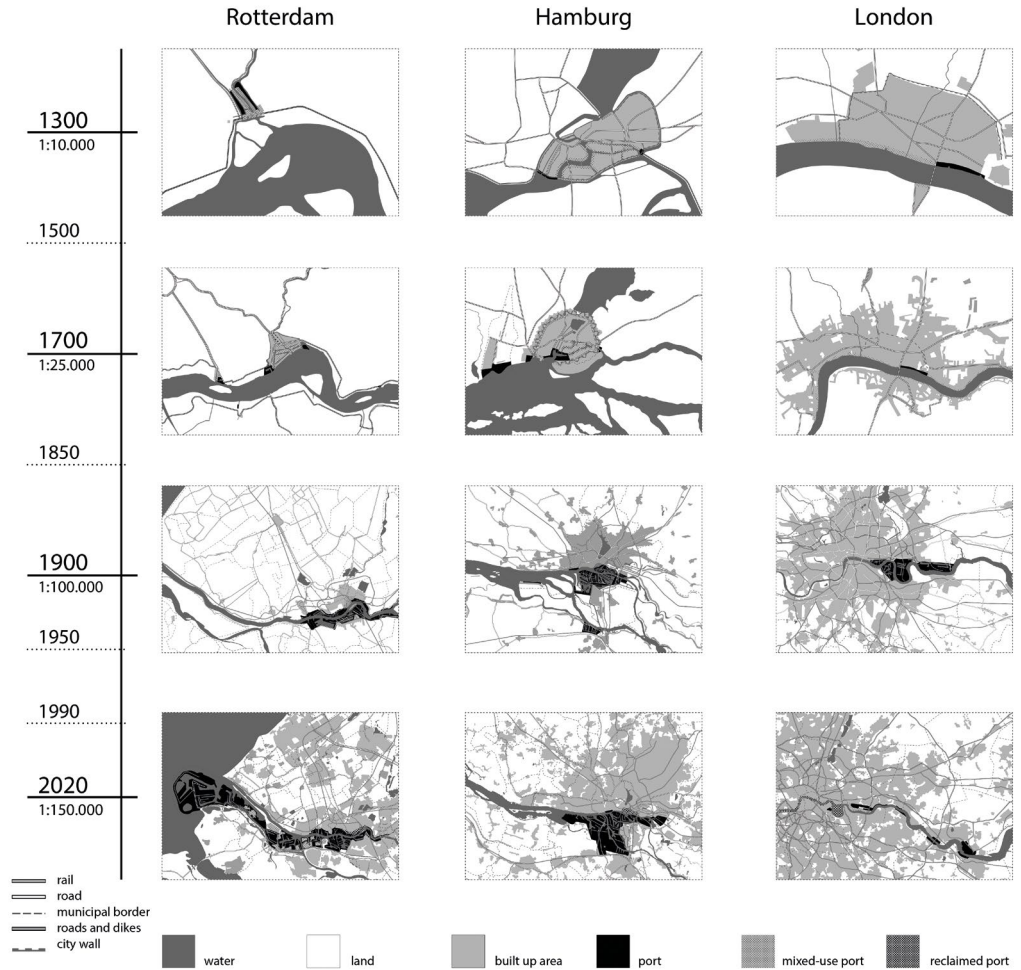 Rotterdam
Hamburg
London
1300
1:10.000
1500
1700
1:25.000
1850
1900
1:100.000
1950
1990
2020
1:150.000
rail
road
municipal border
roads and dikes
city wall
water
land
built up area
port
mixed-use port
reclaimed port